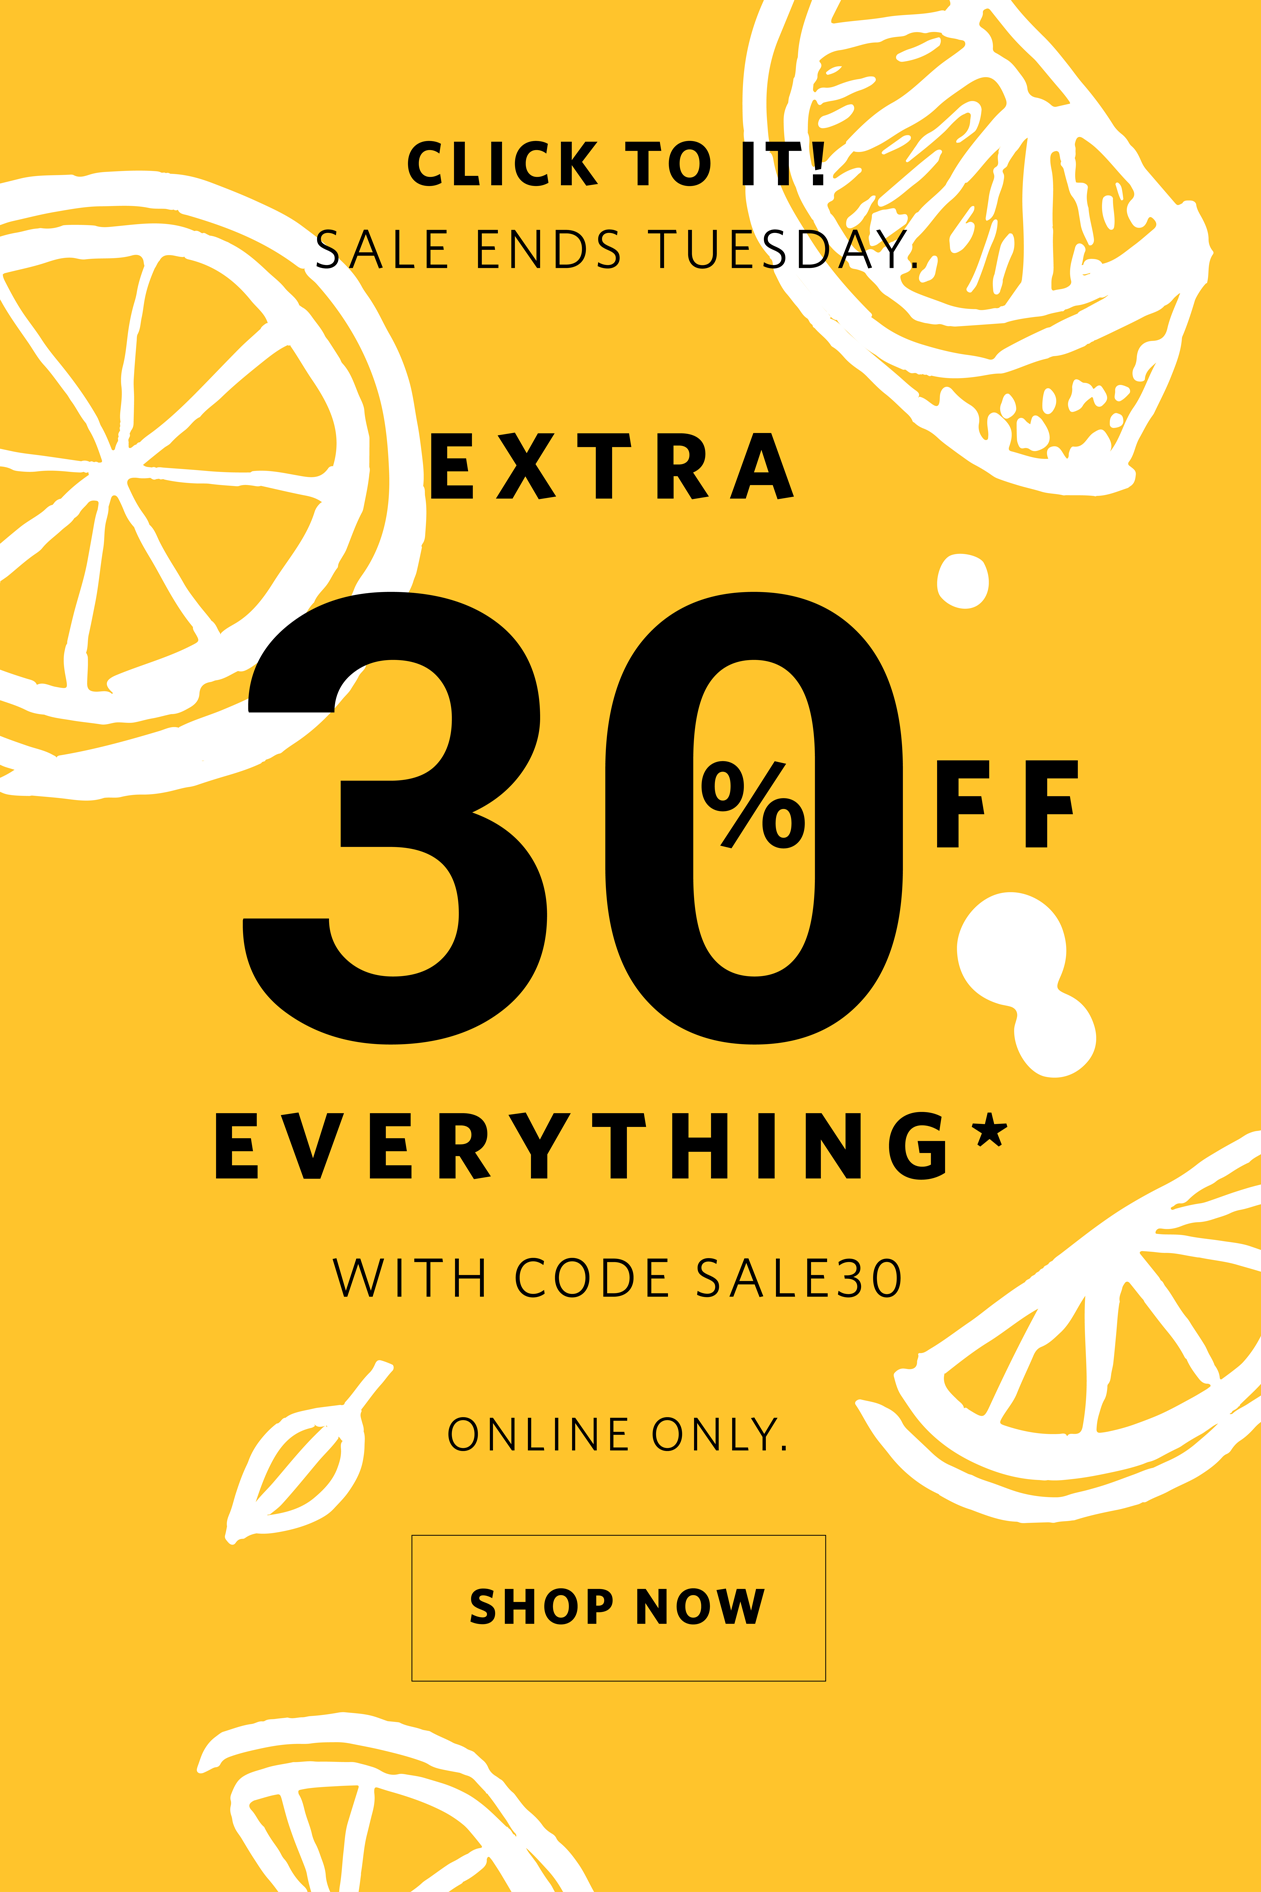 CLICK TO IT!
SALE ENDS TUESDAY.
EXTRA
30% OFF
EVERYTHING*
WITH CODE SALE30
ONLINE ONLY.
SHOP NOW